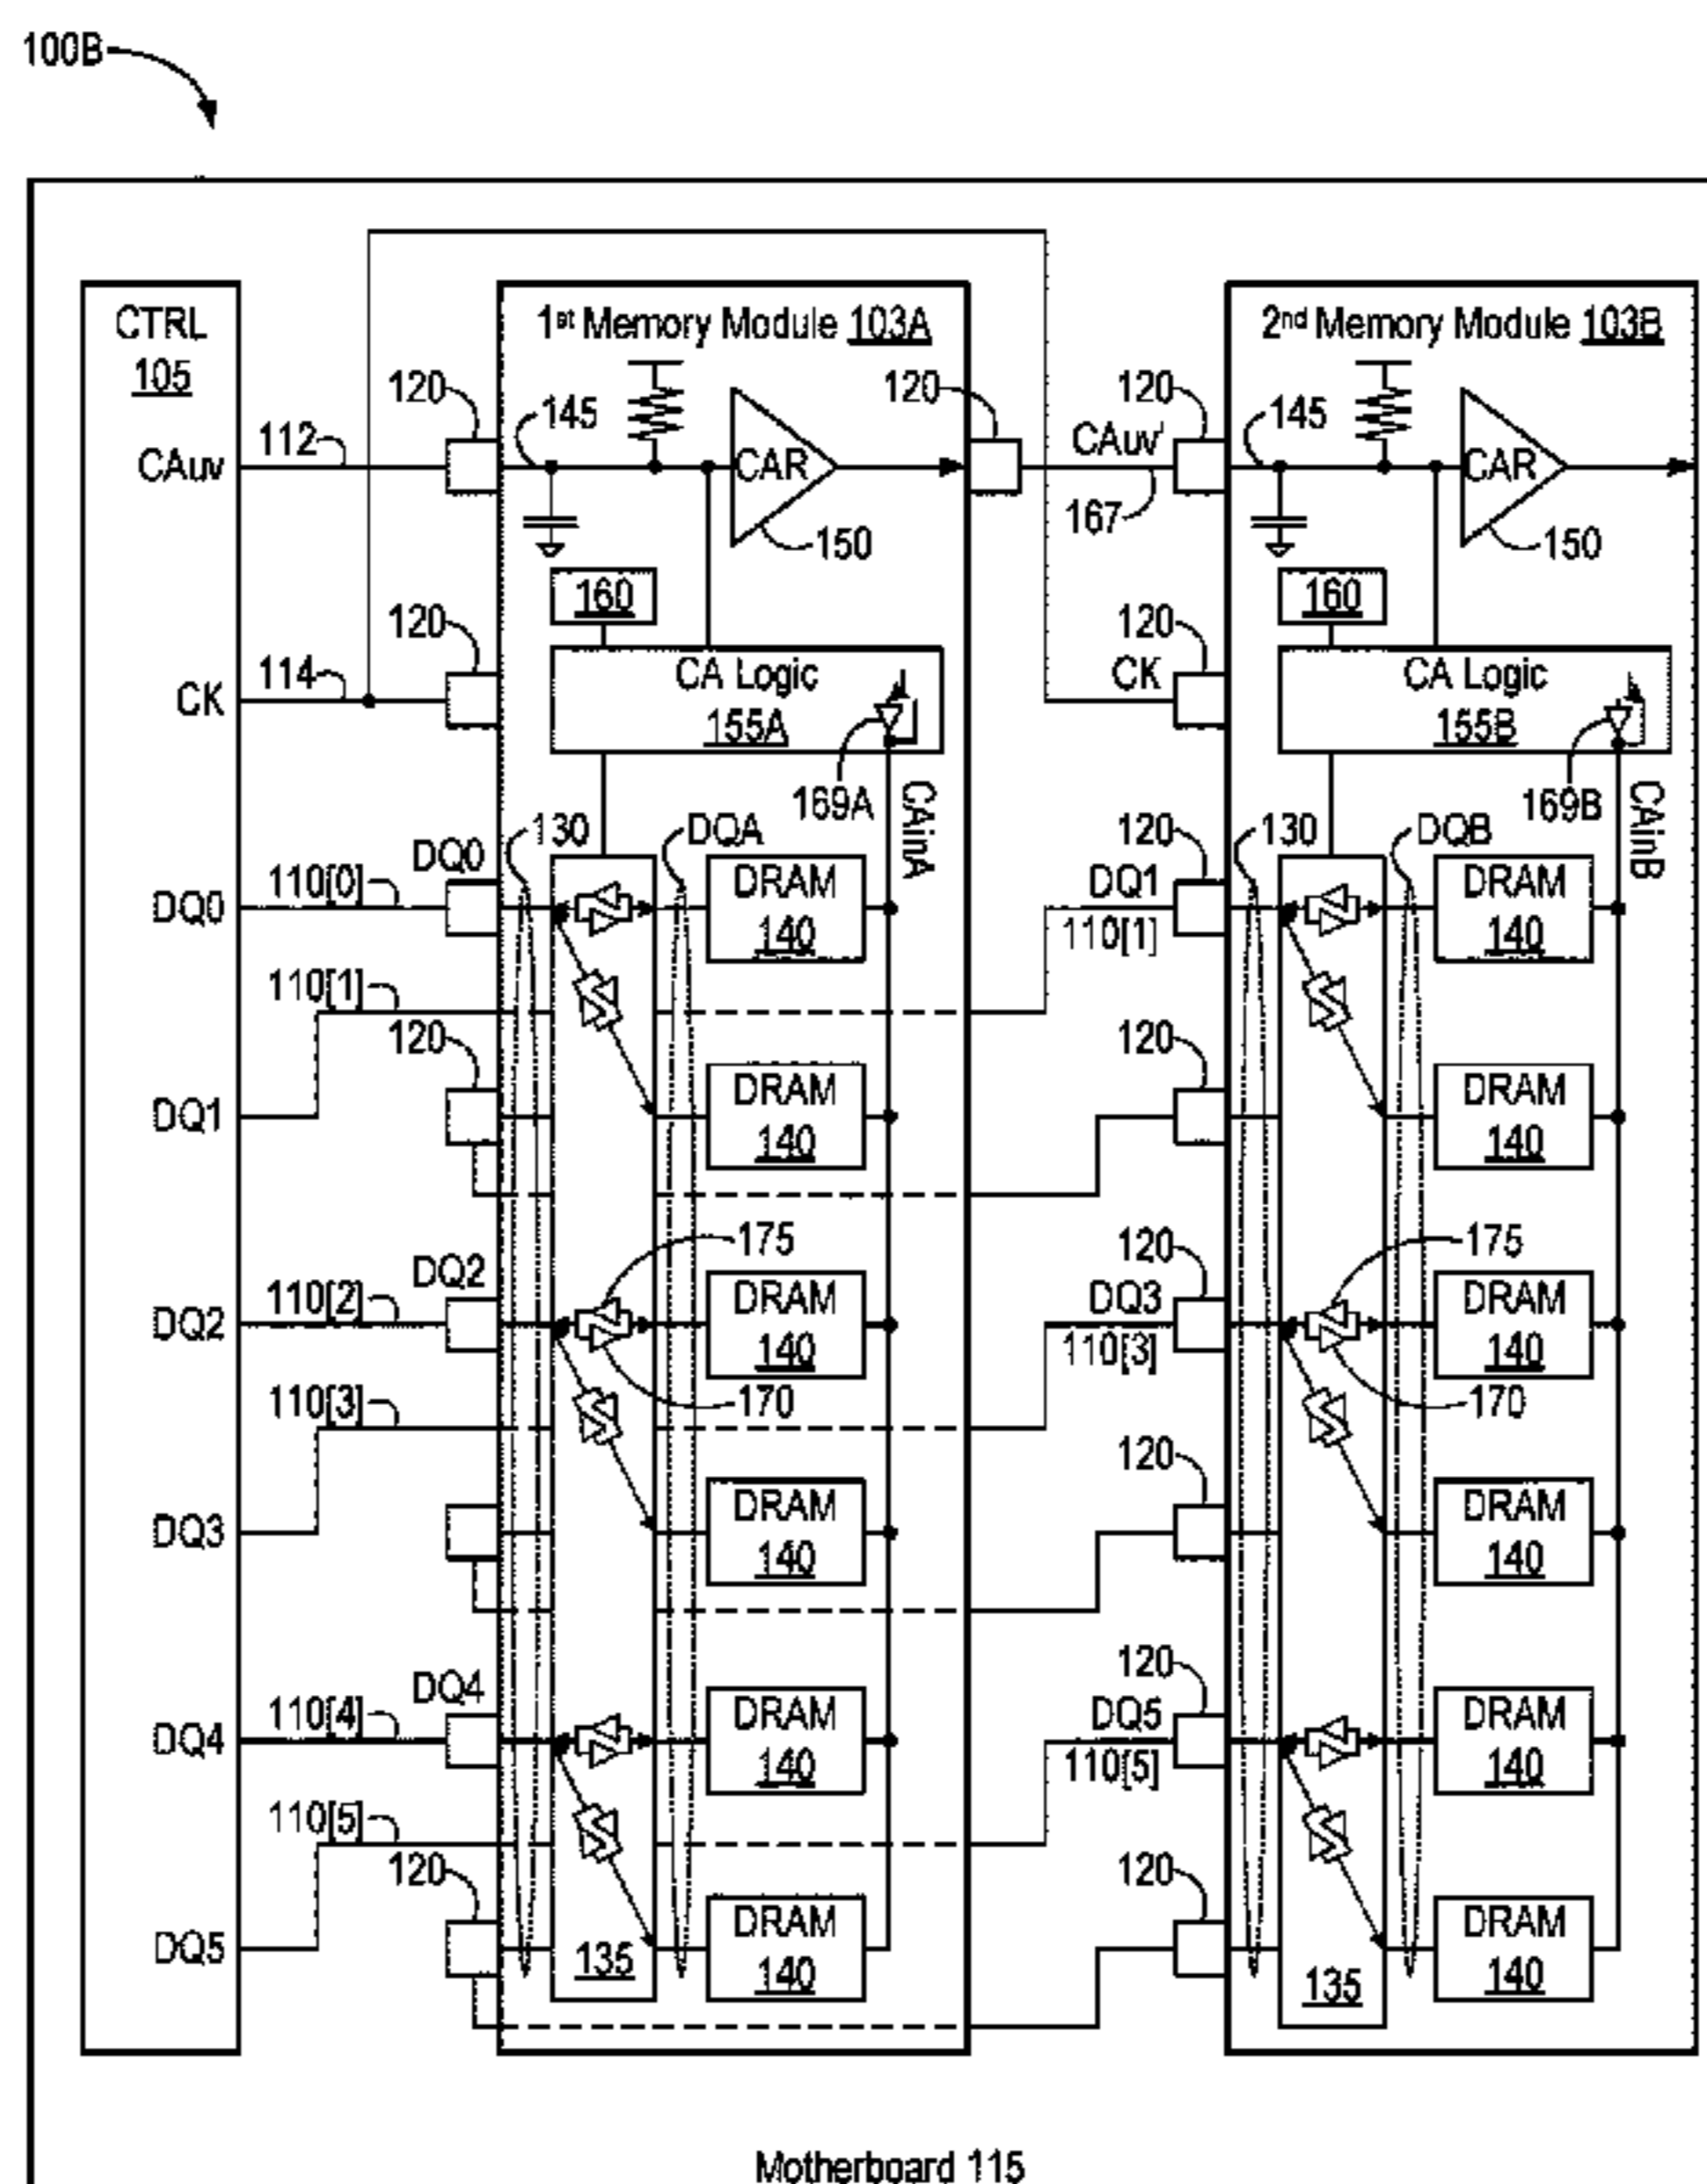 100B
CTRL
105
1st Memory Module 103A
2nd Memory Module 103B
120
145
120
120
145
CAuv
112
CAR
CAuv'
CAR
167
150
150
160
160
120
120
CK
114
CA Logic
155A
CK
CA Logic
155B
169A
CAinA
169B
CAinB
DQ0
110[0]
DQ0
130
DQA
DRAM
140
120
DQ1
110[1]
130
DQB
DRAM
140
110[1]
120
120
DQ1
DRAM
140
DRAM
140
175
120
175
DQ2
110[2]
DQ2
DRAM
140
DQ3
110[3]
DRAM
140
110[3]
170
170
120
DQ3
DRAM
140
DRAM
140
120
DQ4
110[4]
DQ4
DRAM
140
DQ5
110[5]
DRAM
140
110[5]
120
120
DQ5
135
DRAM
140
135
DRAM
140
Motherboard 115